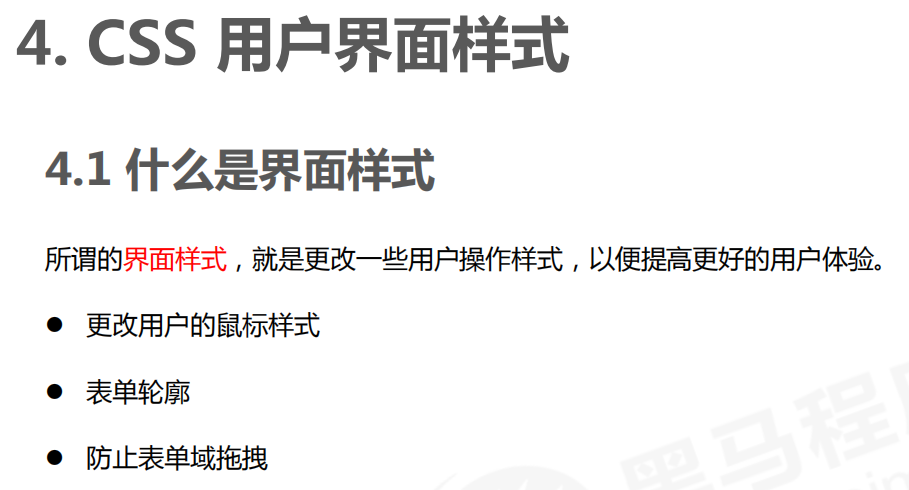 4. CSS 用户界面样式
4.1 什么是界面样式
所谓的界面样式，就是更改一些用户操作样式，以便提高更好的用户体验。
● 更改用户的鼠标样式
● 表单轮廓
● 防止表单域拖拽
黑马程